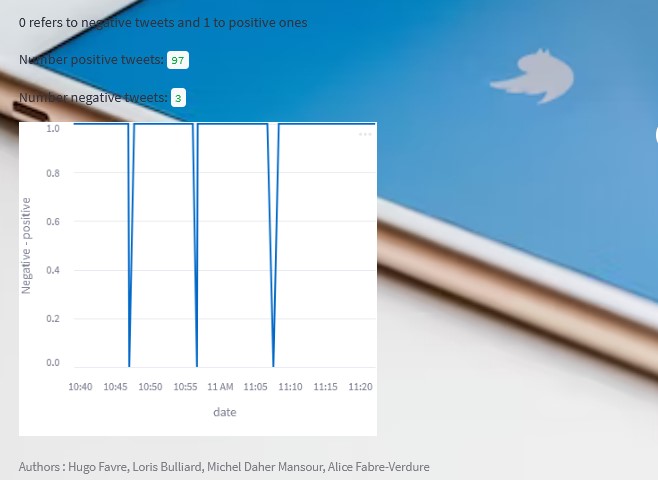 0 refers to negative tweets and 1 to positive ones
Number positive tweets: 97
Number negative tweets: 3
1.0
0.8
0.6
0.4
0.2
0.0
Negative - positive
10:40 10:45 10:50 10:55 11 AM 11:05 11:10 11:15 11:20
date
Authors : Hugo Favre, Loris Bulliard, Michel Daher Mansour, Alice Fabre-Verdure